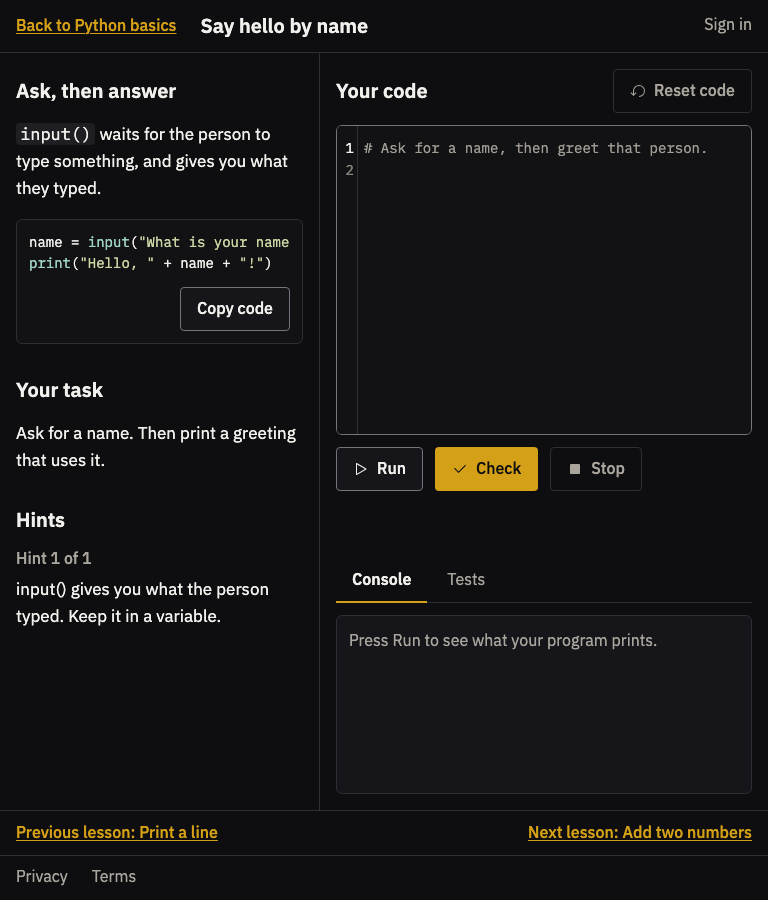 Back to Python basics
Say hello by name
Sign in
Ask, then answer
input() waits for the person to
type something, and gives you what
they typed.
name = input("What is your name
print("Hello, " + name + "!")
Copy code
Your task
Ask for a name. Then print a greeting
that uses it.
Hints
Hint 1 of 1
input() gives you what the person
typed. Keep it in a variable.
Your code
Reset code
1 # Ask for a name, then greet that person.
2
Run
Check
Stop
Console
Tests
Press Run to see what your program prints.
Previous lesson: Print a line
Next lesson: Add two numbers
Privacy
Terms